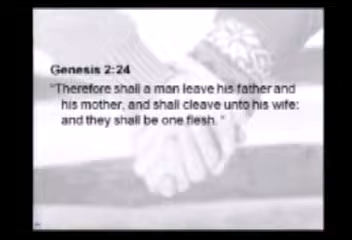 Genesis 2:24
"Therefore shall a man leave his father and
his mother, and shall cleave unto his wife:
and they shall be one flesh. "